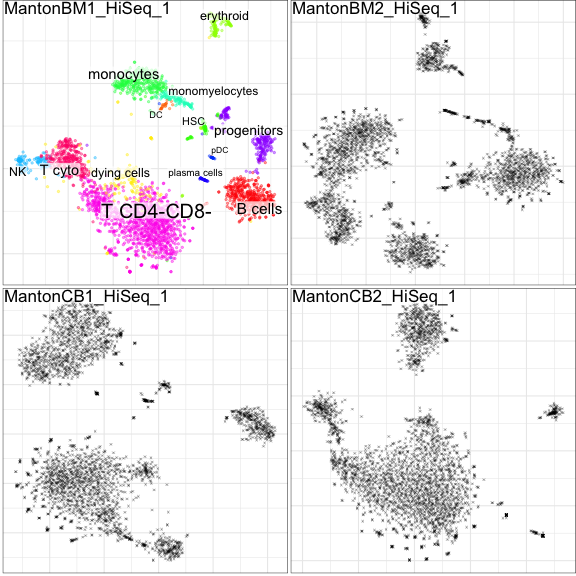 MantonBM1_HiSeq_1
MantonBM2_HiSeq_1
erythroid
monocytes
monomyelocytes
DC
HSC
progenitors
NK
T cyto
dying cells
pDC
plasma cells
T CD4-CD8-
B cells
MantonCB1_HiSeq_1
MantonCB2_HiSeq_1